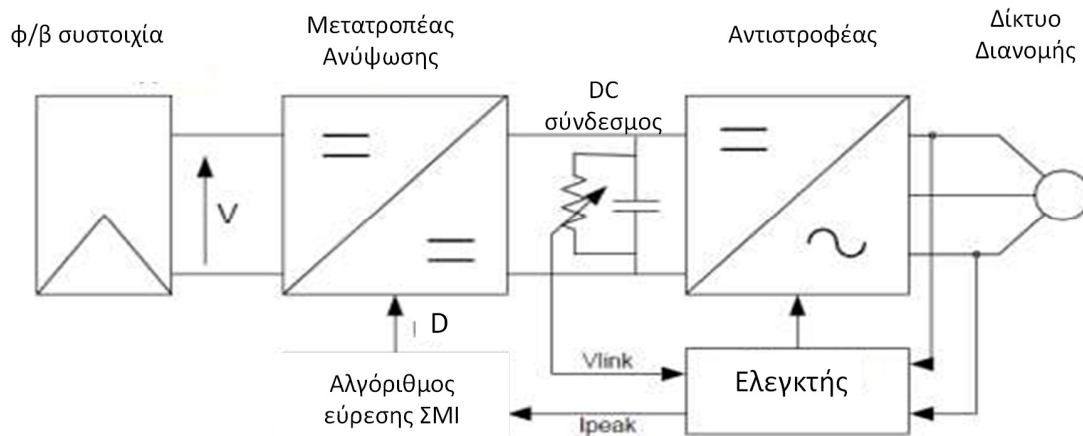 φ/β συστοιχία
Μετατροπέας
Ανύψωσης
Αντιστροφέας
Δίκτυο
Διανομής
DC
σύνδεσμος
V
D
Vlink
Ελεγκτής
Αλγόριθμος
εύρεσης ΣΜΙ
Ipeak